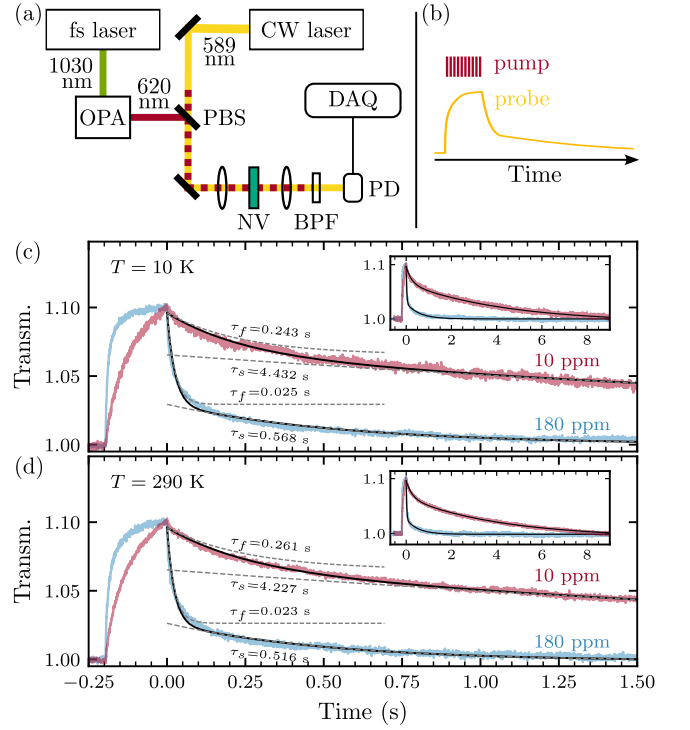 (a)
fs laser
1030
nm
OPA
620
nm
589
nm
CW laser
PBS
DAQ
NV
BPF
PD
(b)
pump
probe
Time
(c)
T = 10 K
Transm.
1.10
1.05
1.00
τf=0.243 s
τs=4.432 s
τf=0.025 s
τs=0.568 s
10 ppm
180 ppm
1.1
1.0
0 2 4 6 8
(d)
T = 290 K
Transm.
1.10
1.05
1.00
τf=0.261 s
τs=4.227 s
τf=0.023 s
τs=0.516 s
10 ppm
180 ppm
1.1
1.0
0 2 4 6 8
−0.25 0.00 0.25 0.50 0.75 1.00 1.25 1.50
Time (s)